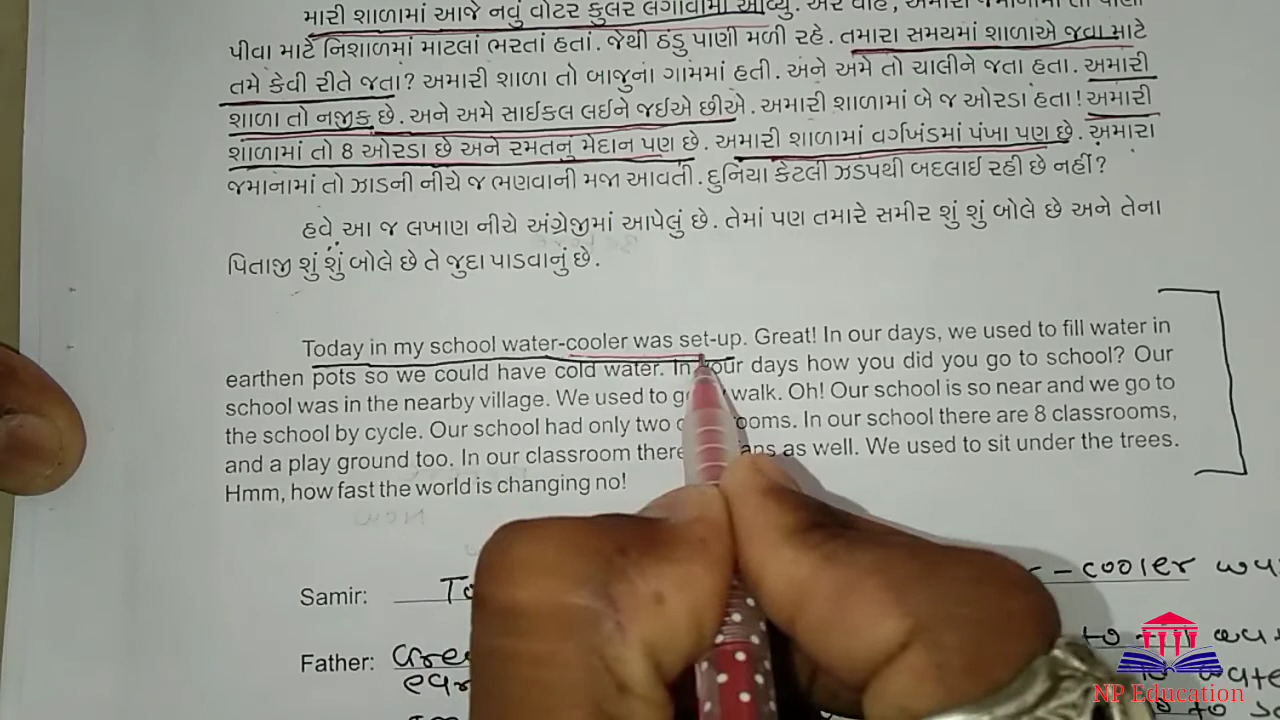 મારી શાળામાં આજે નવું વોટર કુલર લગાવામાં આવ્યુ. અરે વાહ, અમારા જમાનામાં તો પાણી
પીવા માટે નિશાળમાં માટલાં ભરતાં હતાં. જેથી ઠંડુ પાણી મળી રહે. તમારા સમયમાં શાળાએ જવા માટે
તમે કેવી રીતે જતા? અમારી શાળા તો બાજુના ગામમાં હતી. અને અમે તો ચાલીને જતા હતા. અમારી
શાળા તો નજીક છે. અને અમે સાઈકલ લઈને જઈએ છીએ. અમારી શાળામાં બે જ ઓરડા હતા! અમારી
શાળામાં તો 8 ઓરડા છે અને રમતનુ મેદાન પણ છે. અમારી શાળામાં વર્ગખંડમાં પંખા પણ છે. અમારા
જમાનામાં તો ઝાડની નીચે જ ભણવાની મજા આવતી. દુનિયા કેટલી ઝડપથી બદલાઈ રહી છે નહીં?
હવે આ જ લખાણ નીચે અંગ્રેજીમાં આપેલું છે. તેમાં પણ તમારે સમીર શું શું બોલે છે અને તેના
પિતાજી શું શું બોલે છે તે જુદા પાડવાનું છે.
Today in my school water-cooler was set-up. Great! In our days, we used to fill water in
earthen pots so we could have cold water. In your days how you did you go to school? Our
school was in the nearby village. We used to walk. Oh! Our school is so near and we go to
the school by cycle. Our school had only two In our school there are 8 classrooms,
and a play ground too. In our classroom there as well. We used to sit under the trees.
Hmm, how fast the world is changing no!
Samir: - cooler
Father:
NP Education